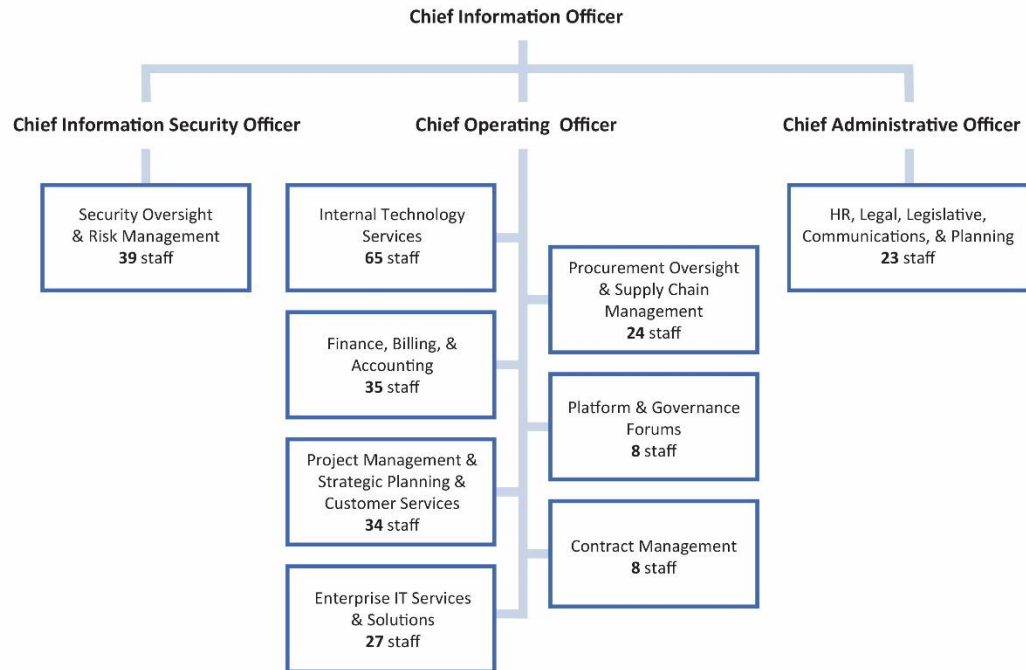 Chief Information Officer
Chief Information Security Officer
Chief Operating Officer
Chief Administrative Officer
Security Oversight
& Risk Management
39 staff
Internal Technology
Services
65 staff
HR, Legal, Legislative,
Communications, & Planning
23 staff
Procurement Oversight
& Supply Chain
Management
24 staff
Finance, Billing, &
Accounting
35 staff
Platform & Governance
Forums
8 staff
Project Management &
Strategic Planning &
Customer Services
34 staff
Contract Management
8 staff
Enterprise IT Services
& Solutions
27 staff